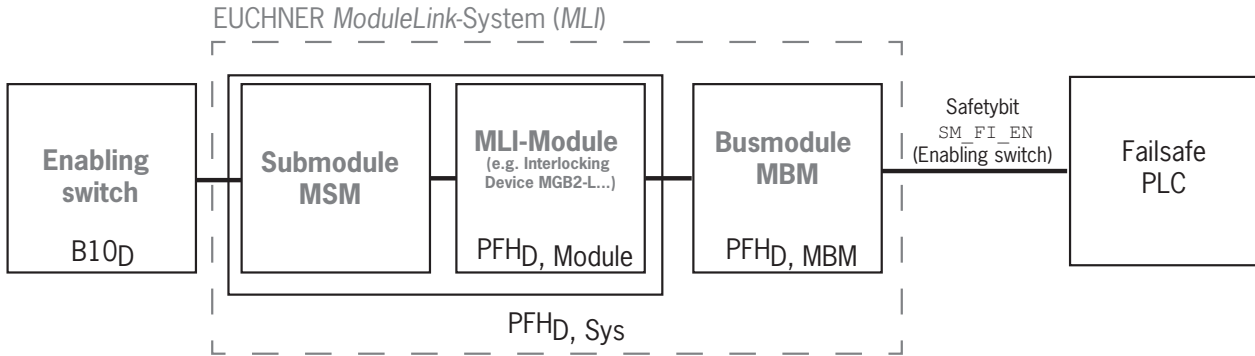 EUCHNER ModuleLink-System (MLI)
Enabling
switch
B10D
Submodule
MSM
MLI-Module
(e.g. Interlocking
Device MGB2-L...)
PFHD, Module
Busmodule
MBM
PFHD, MBM
Safetybit
SM_FI_EN
(Enabling switch)
Failsafe
PLC
PFHD, Sys